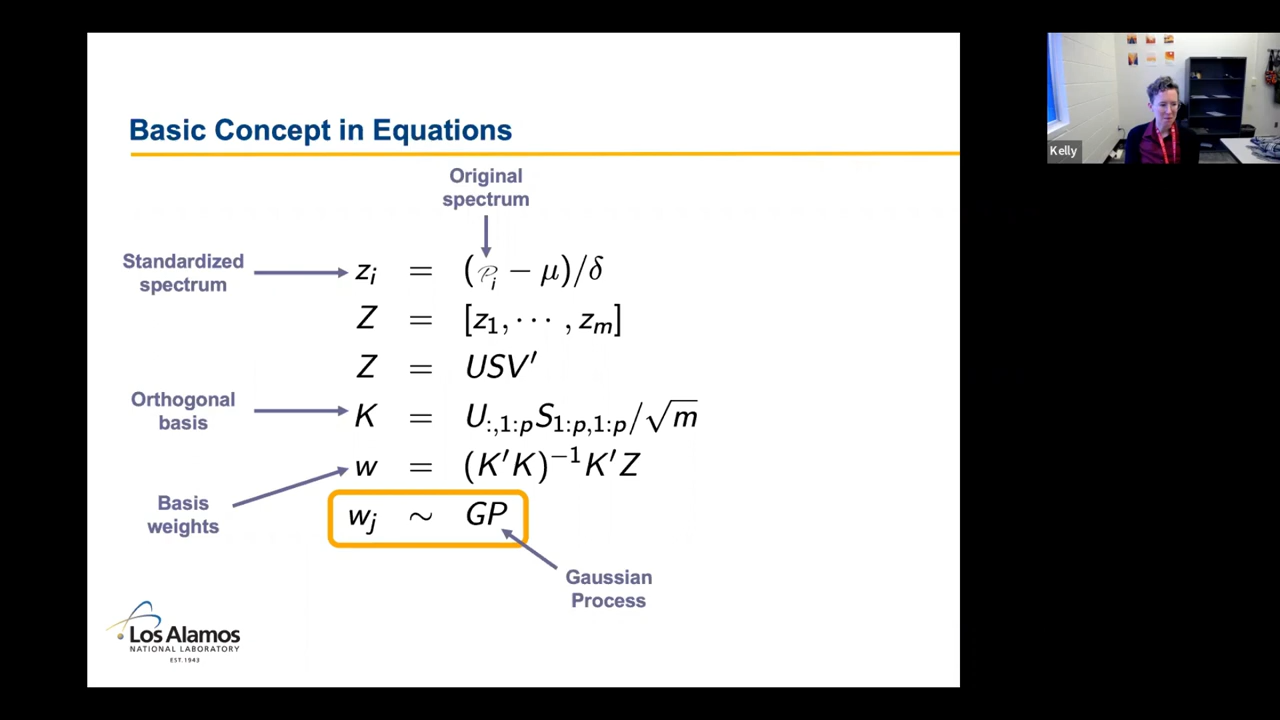 Basic Concept in Equations
Original
spectrum
Standardized
spectrum
z_i = (𝒫_i − μ)/δ
Z = [z_1, ⋯ , z_m]
Z = USV′
Orthogonal
basis
K = U_{:,1:p}S_{1:p,1:p}/√m
w = (K′K)^{−1}K′Z
Basis
weights
w_j ∼ GP
Gaussian
Process
Los Alamos
NATIONAL LABORATORY
EST. 1943
Kelly